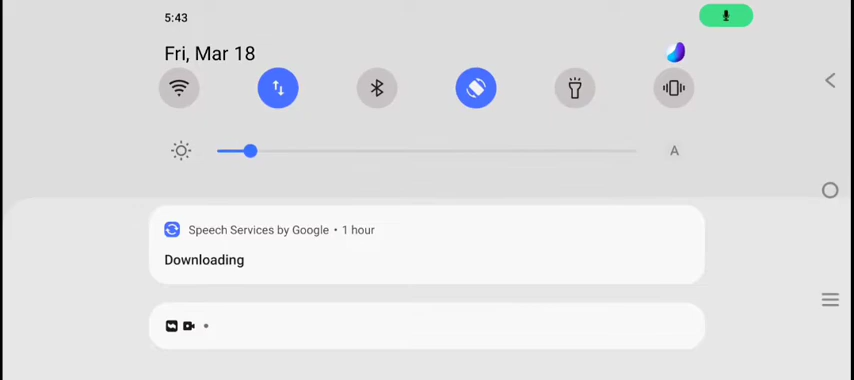 5:43
Fri, Mar 18
A
Speech Services by Google • 1 hour
Downloading